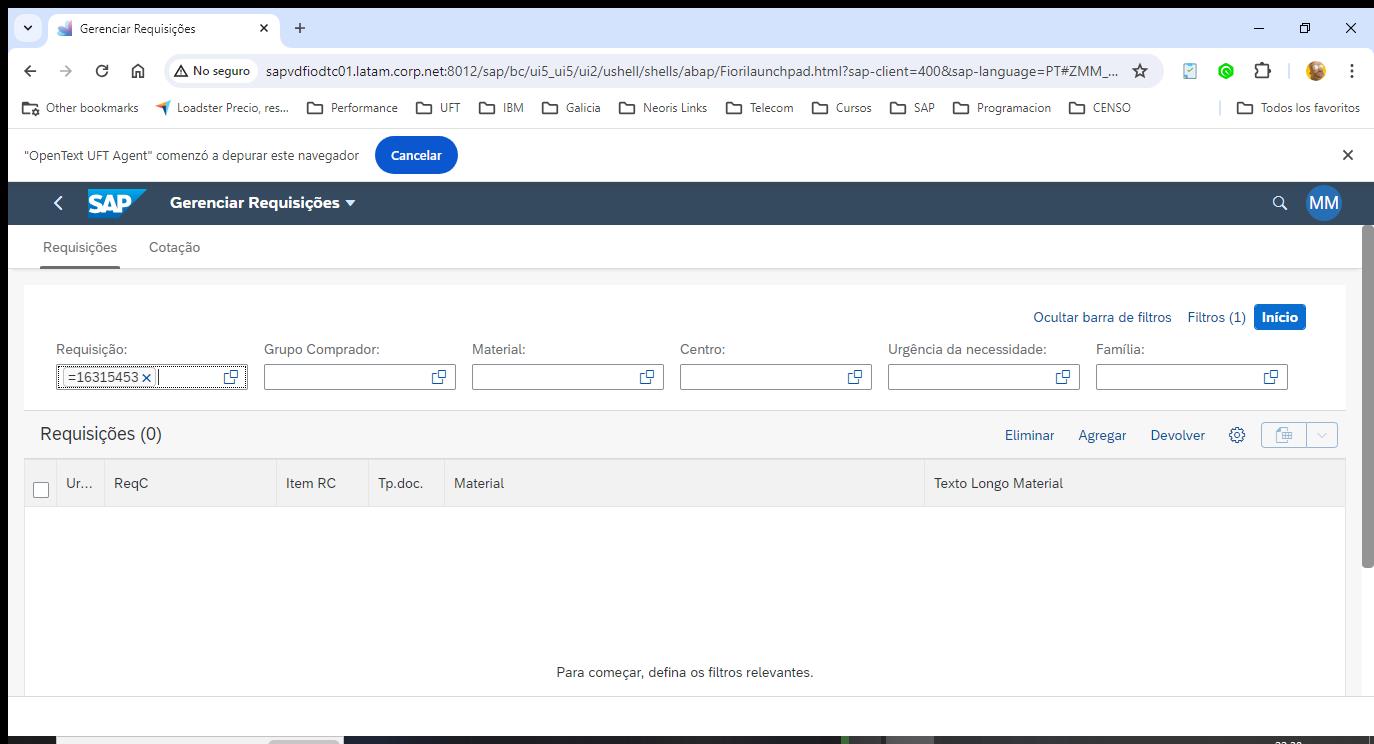 Gerenciar Requisições
No seguro
sapvdfiodtc01.latam.corp.net:8012/sap/bc/ui5_ui5/ui2/ushell/shells/abap/Fiorilaunchpad.html?sap-client=400&sap-language=PT#ZMM_...
Other bookmarks Loadster Precio, res... Performance UFT IBM Galicia Neoris Links Telecom Cursos SAP Programacion CENSO Todos los favoritos
"OpenText UFT Agent" comenzó a depurar este navegador Cancelar
SAP Gerenciar Requisições MM
Requisições Cotação
Ocultar barra de filtros Filtros (1) Início
Requisição: Grupo Comprador: Material: Centro: Urgência da necessidade: Família:
=16315453
Requisições (0) Eliminar Agregar Devolver
Ur... ReqC Item RC Tp.doc. Material Texto Longo Material
Para começar, defina os filtros relevantes.